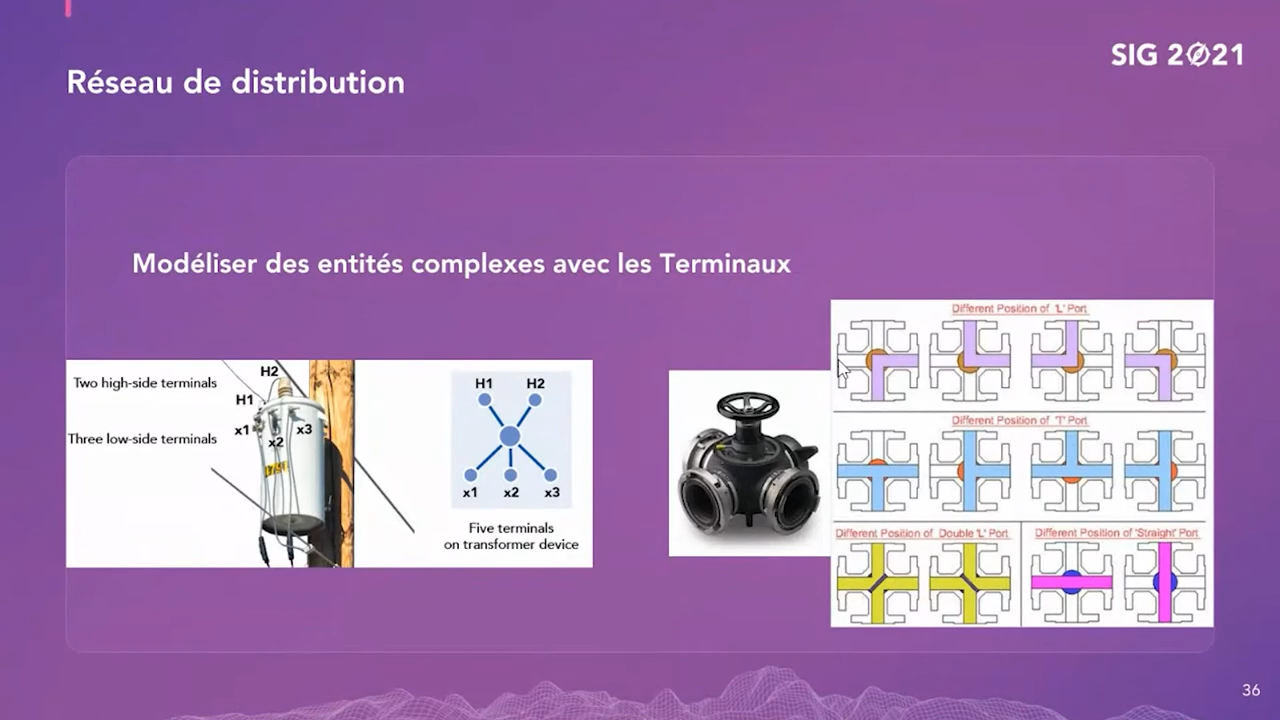 SIG 2021
Réseau de distribution
Modéliser des entités complexes avec les Terminaux
Two high-side terminals
Three low-side terminals
H2
H1
x1
x2
x3
H1 H2
x1 x2 x3
Five terminals
on transformer device
Different Position of 'L' Port
Different Position of 'T' Port
Different Position of Double 'L' Port
Different Position of 'Straight' Port
36